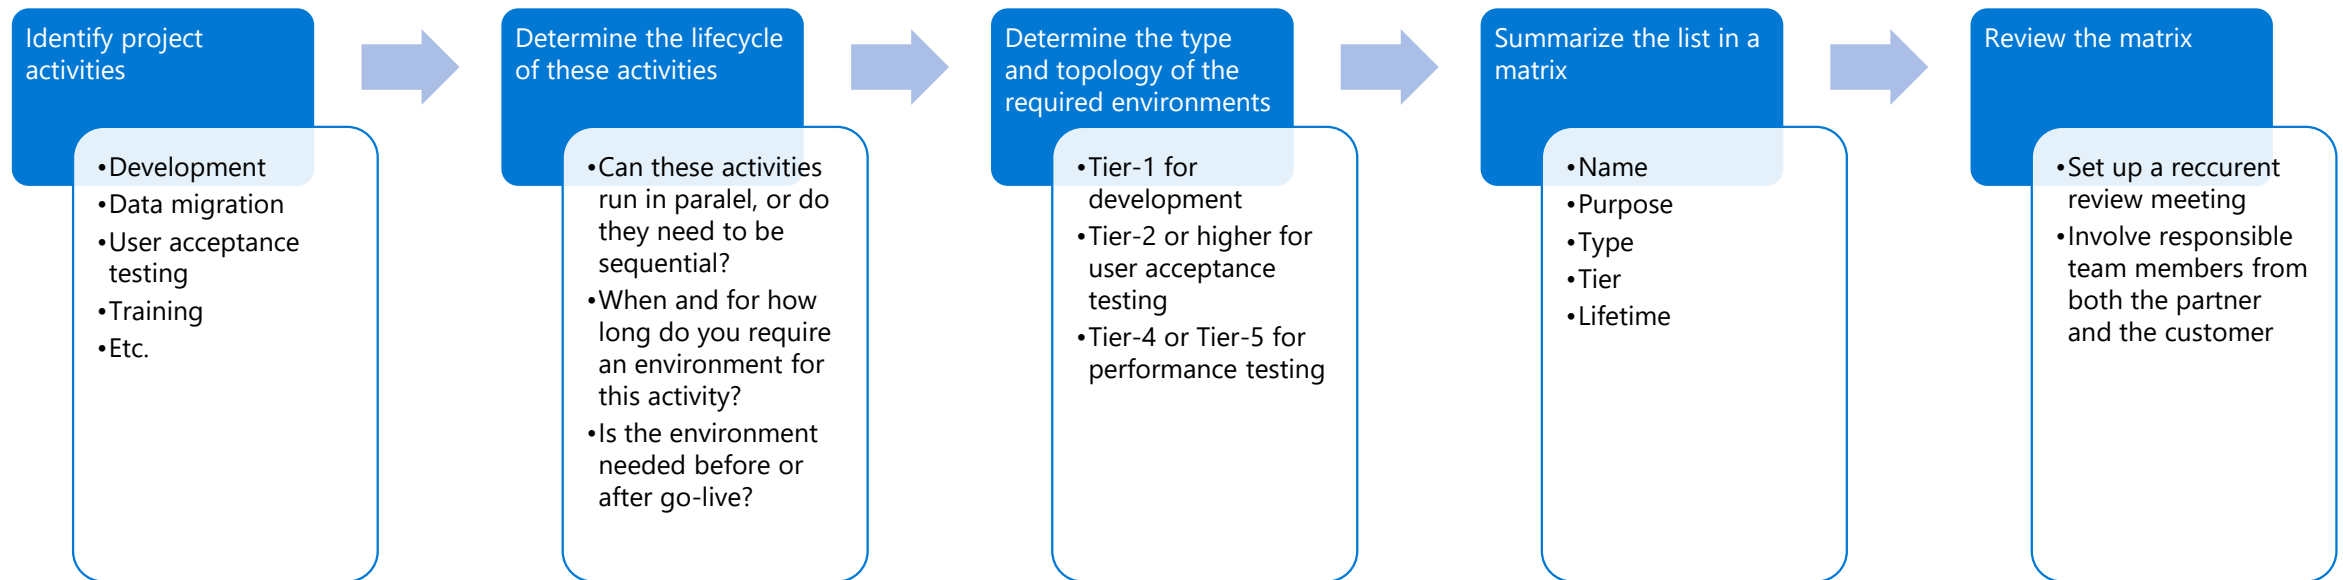 Identify project
activities
•Development
•Data migration
•User acceptance
testing
•Training
•Etc.
Determine the lifecycle
of these activities
•Can these activities
run in paralel, or do
they need to be
sequential?
•When and for how
long do you require
an environment for
this activity?
•Is the environment
needed before or
after go-live?
Determine the type
and topology of the
required environments
•Tier-1 for
development
•Tier-2 or higher for
user acceptance
testing
•Tier-4 or Tier-5 for
performance testing
Summarize the list in a
matrix
•Name
•Purpose
•Type
•Tier
•Lifetime
Review the matrix
•Set up a reccurent
review meeting
•Involve responsible
team members from
both the partner
and the customer